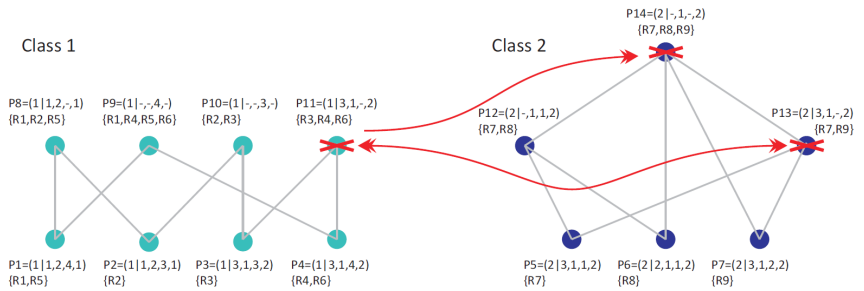 P14=(2|-,1,-,2)
{R7,R8,R9}
Class 1
Class 2
P8=(1|1,2,-,1)
{R1,R2,R5}
P9=(1|-,-,4,-)
{R1,R4,R5,R6}
P10=(1|-,-,3,-)
{R2,R3}
P11=(1|3,1,-,2)
{R3,R4,R6}
P12=(2|-,1,1,2)
{R7,R8}
P13=(2|3,1,-,2)
{R7,R9}
P1=(1|1,2,4,1)
{R1,R5}
P2=(1|1,2,3,1)
{R2}
P3=(1|3,1,3,2)
{R3}
P4=(1|3,1,4,2)
{R4,R6}
P5=(2|3,1,1,2)
{R7}
P6=(2|2,1,1,2)
{R8}
P7=(2|3,1,2,2)
{R9}